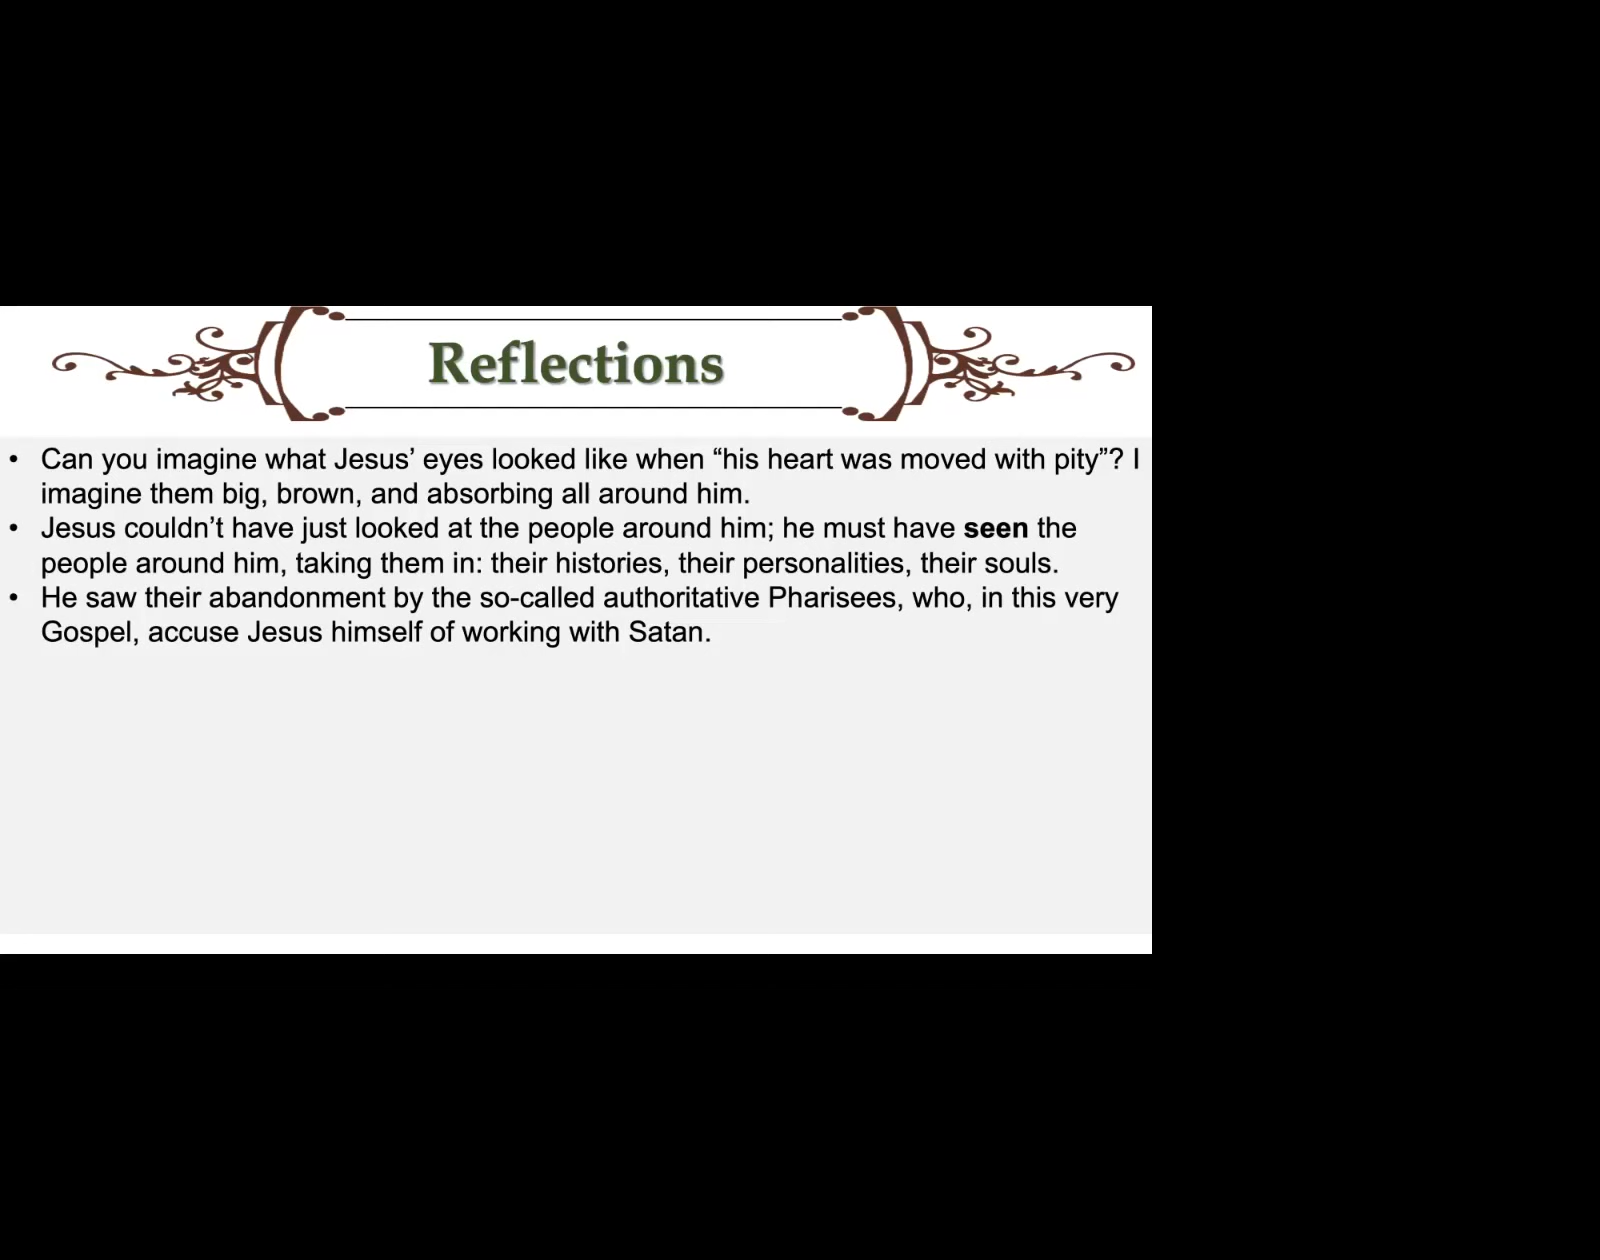 Reflections
• Can you imagine what Jesus’ eyes looked like when “his heart was moved with pity”? I
imagine them big, brown, and absorbing all around him.
• Jesus couldn’t have just looked at the people around him; he must have seen the
people around him, taking them in: their histories, their personalities, their souls.
• He saw their abandonment by the so-called authoritative Pharisees, who, in this very
Gospel, accuse Jesus himself of working with Satan.